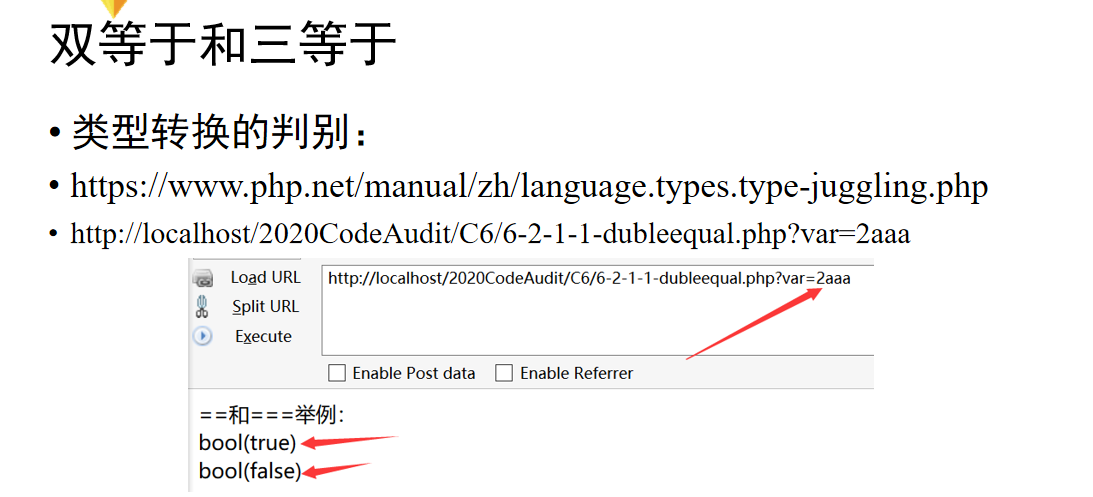 双等于和三等于
• 类型转换的判别：
• https://www.php.net/manual/zh/language.types.type-juggling.php
• http://localhost/2020CodeAudit/C6/6-2-1-1-dubleequal.php?var=2aaa
Load URL
http://localhost/2020CodeAudit/C6/6-2-1-1-dubleequal.php?var=2aaa
Split URL
Execute
Enable Post data
Enable Referrer
==和===举例：
bool(true)
bool(false)